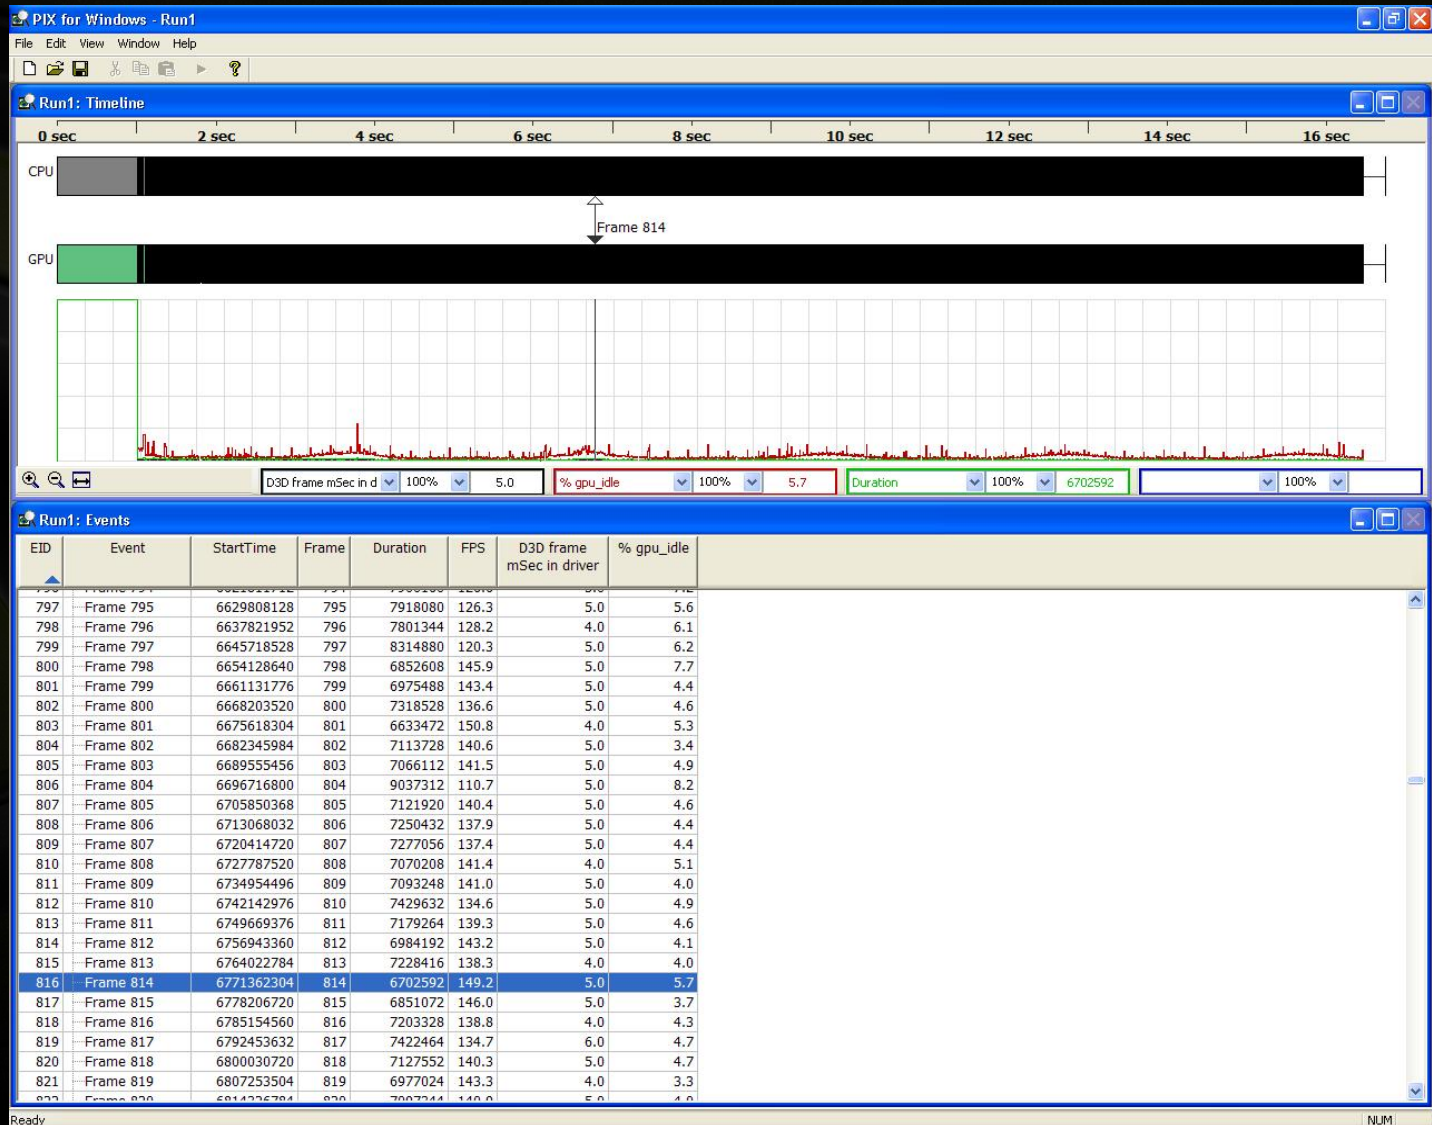 PIX for Windows - Run1
File Edit View Window Help
Run1: Timeline
0 sec 2 sec 4 sec 6 sec 8 sec 10 sec 12 sec 14 sec 16 sec
CPU
Frame 814
GPU
D3D frame mSec in d 100% 5.0 % gpu_idle 100% 5.7 Duration 100% 6702592 100%
Run1: Events
EID Event StartTime Frame Duration FPS D3D frame % gpu_idle
mSec in driver
797 Frame 795 6629808128 795 7918080 126.3 5.0 5.6
798 Frame 796 6637821952 796 7801344 128.2 4.0 6.1
799 Frame 797 6645718528 797 8314880 120.3 5.0 6.2
800 Frame 798 6654128640 798 6852608 145.9 5.0 7.7
801 Frame 799 6661131776 799 6975488 143.4 5.0 4.4
802 Frame 800 6668203520 800 7318528 136.6 5.0 4.6
803 Frame 801 6675618304 801 6633472 150.8 4.0 5.3
804 Frame 802 6682345984 802 7113728 140.6 5.0 3.4
805 Frame 803 6689555456 803 7066112 141.5 5.0 4.9
806 Frame 804 6696716800 804 9037312 110.7 5.0 8.2
807 Frame 805 6705850368 805 7121920 140.4 5.0 4.6
808 Frame 806 6713068032 806 7250432 137.9 5.0 4.4
809 Frame 807 6720414720 807 7277056 137.4 5.0 4.4
810 Frame 808 6727787520 808 7070208 141.4 4.0 5.1
811 Frame 809 6734954496 809 7093248 141.0 5.0 4.0
812 Frame 810 6742142976 810 7429632 134.6 5.0 4.9
813 Frame 811 6749669376 811 7179264 139.3 5.0 4.6
814 Frame 812 6756943360 812 6984192 143.2 5.0 4.1
815 Frame 813 6764022784 813 7228416 138.3 4.0 4.0
816 Frame 814 6771362304 814 6702592 149.2 5.0 5.7
817 Frame 815 6778206720 815 6851072 146.0 5.0 3.7
818 Frame 816 6785154560 816 7203328 138.8 4.0 4.3
819 Frame 817 6792453632 817 7422464 134.7 6.0 4.7
820 Frame 818 6800030720 818 7127552 140.3 5.0 4.7
821 Frame 819 6807253504 819 6977024 143.3 4.0 3.3
Ready NUM